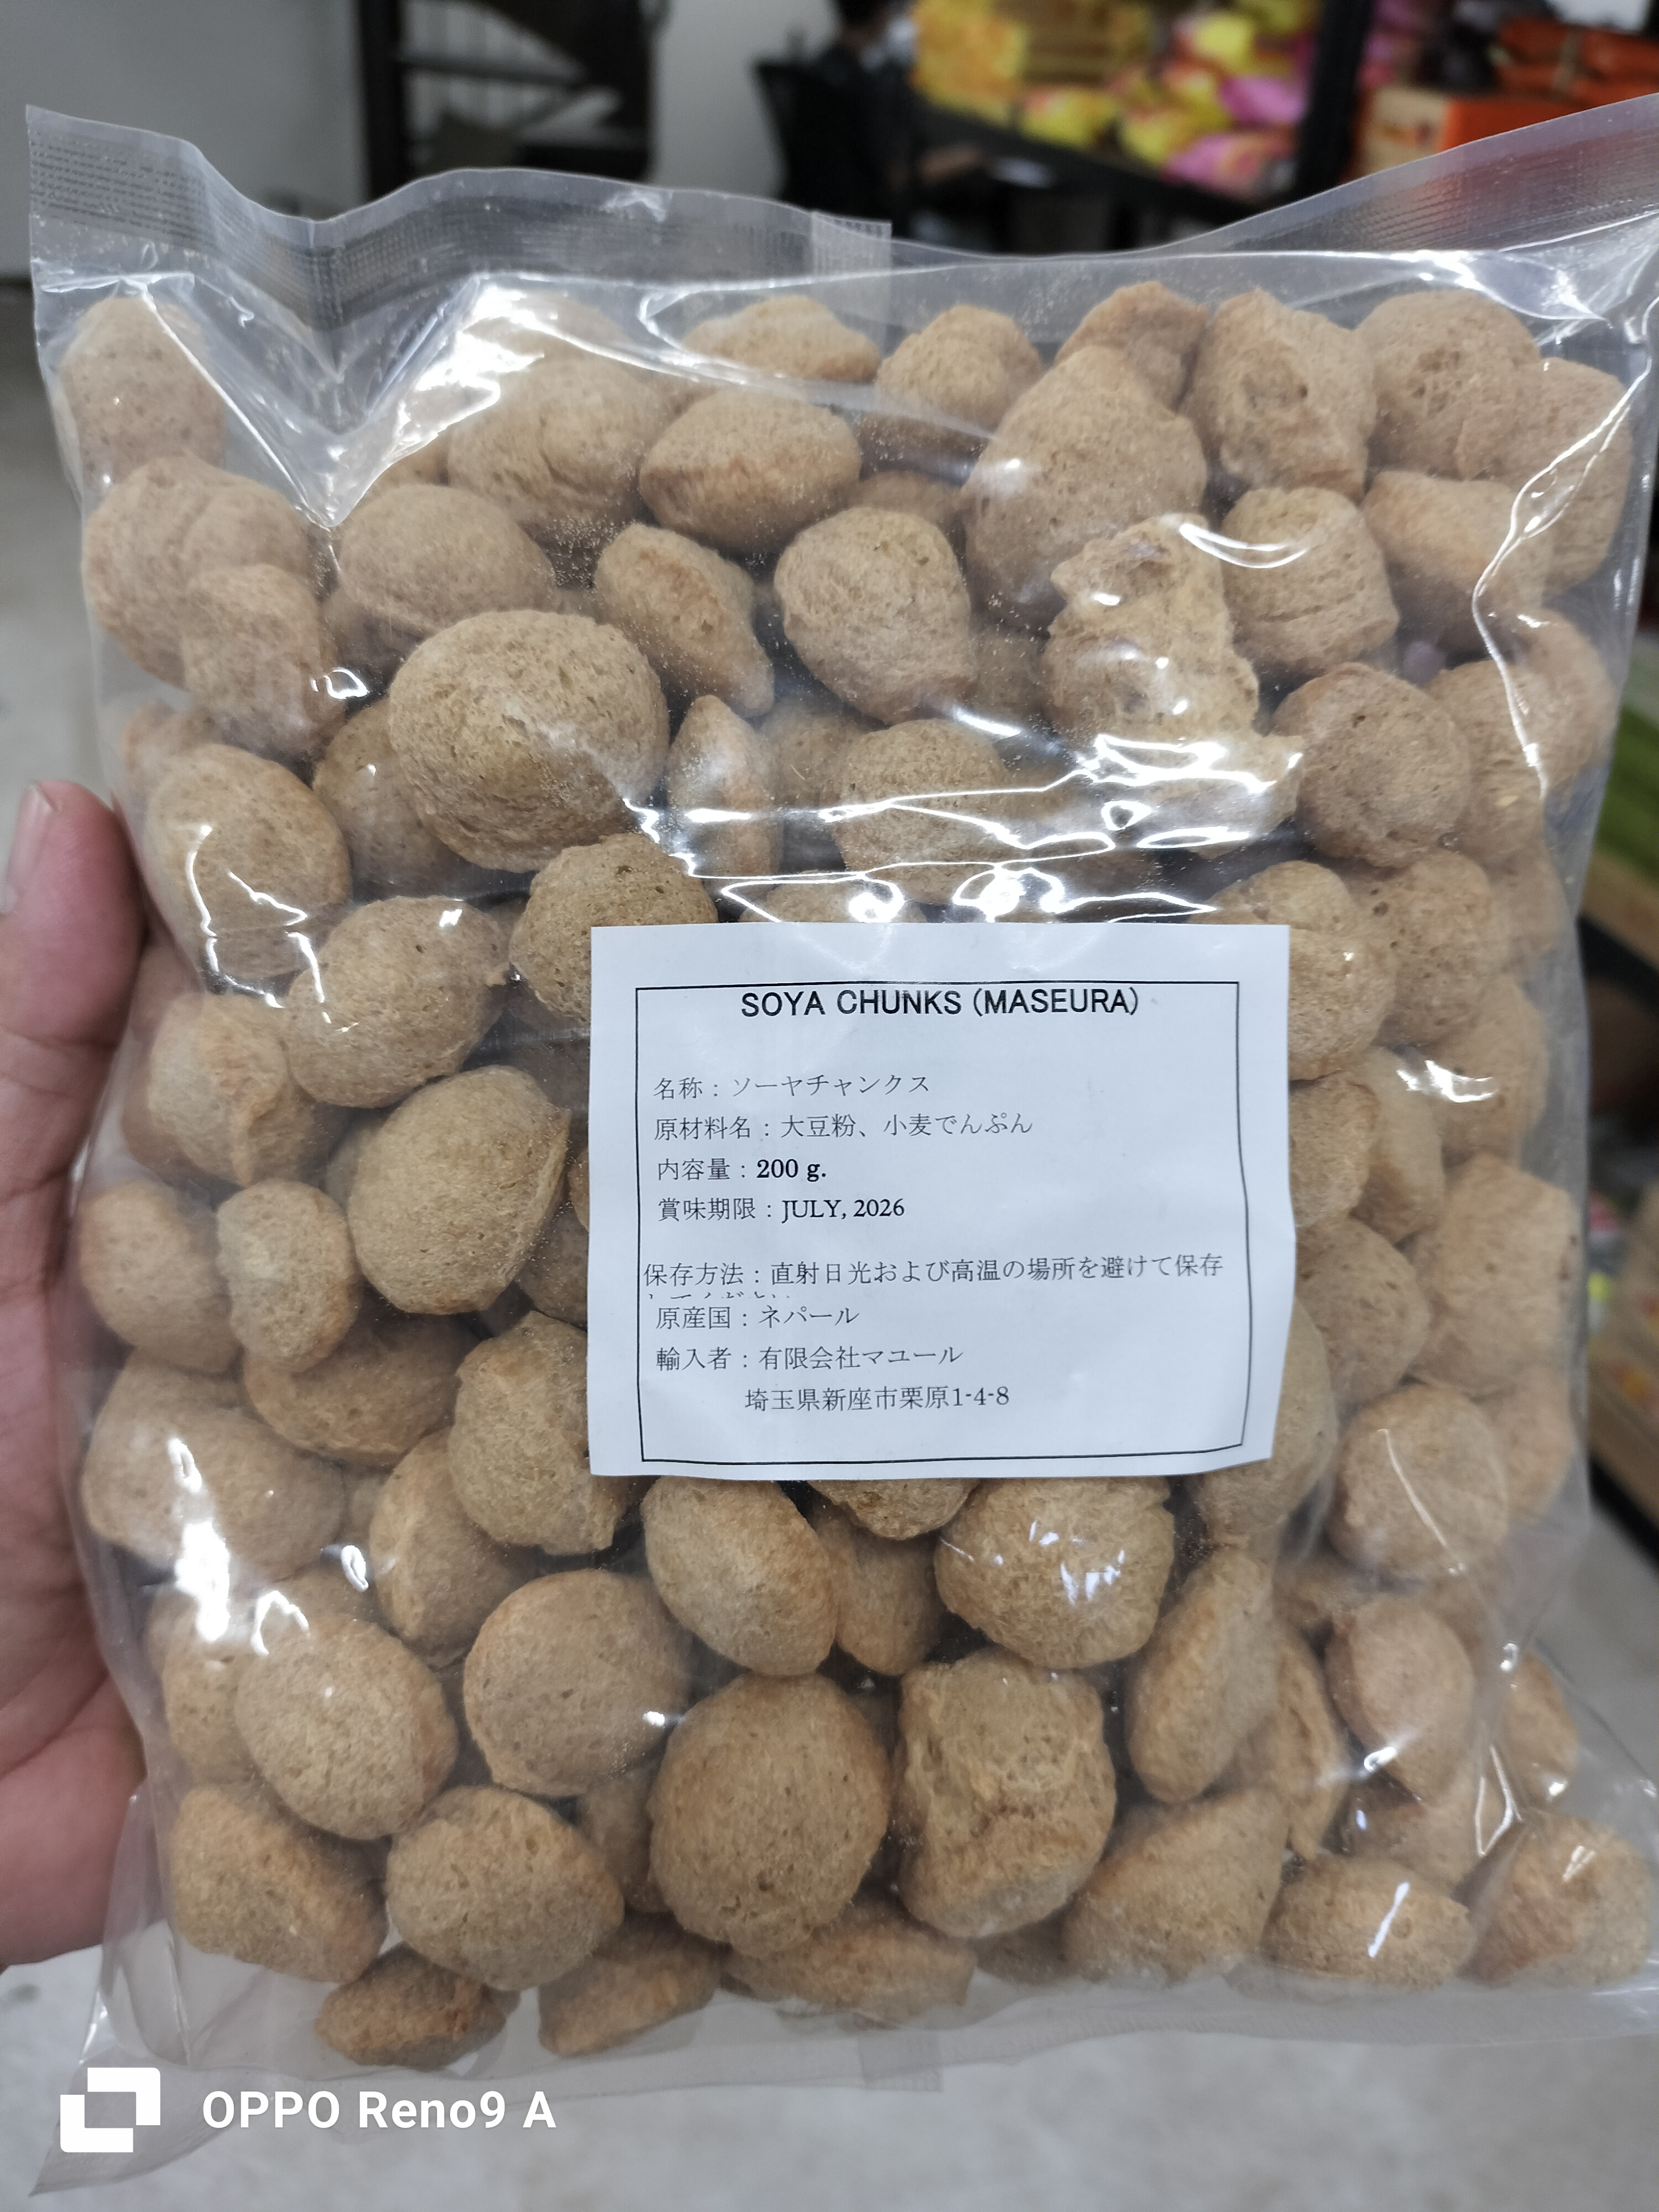 SOYA CHUNKS (MASEURA)
名称：ソーヤチャンクス
原材料名：大豆粉、小麦でんぷん
内容量：200 g.
賞味期限：JULY, 2026
保存方法：直射日光および高温の場所を避けて保存
原産国：ネパール
輸入者：有限会社マユール
埼玉県新座市栗原1-4-8
OPPO Reno9 A